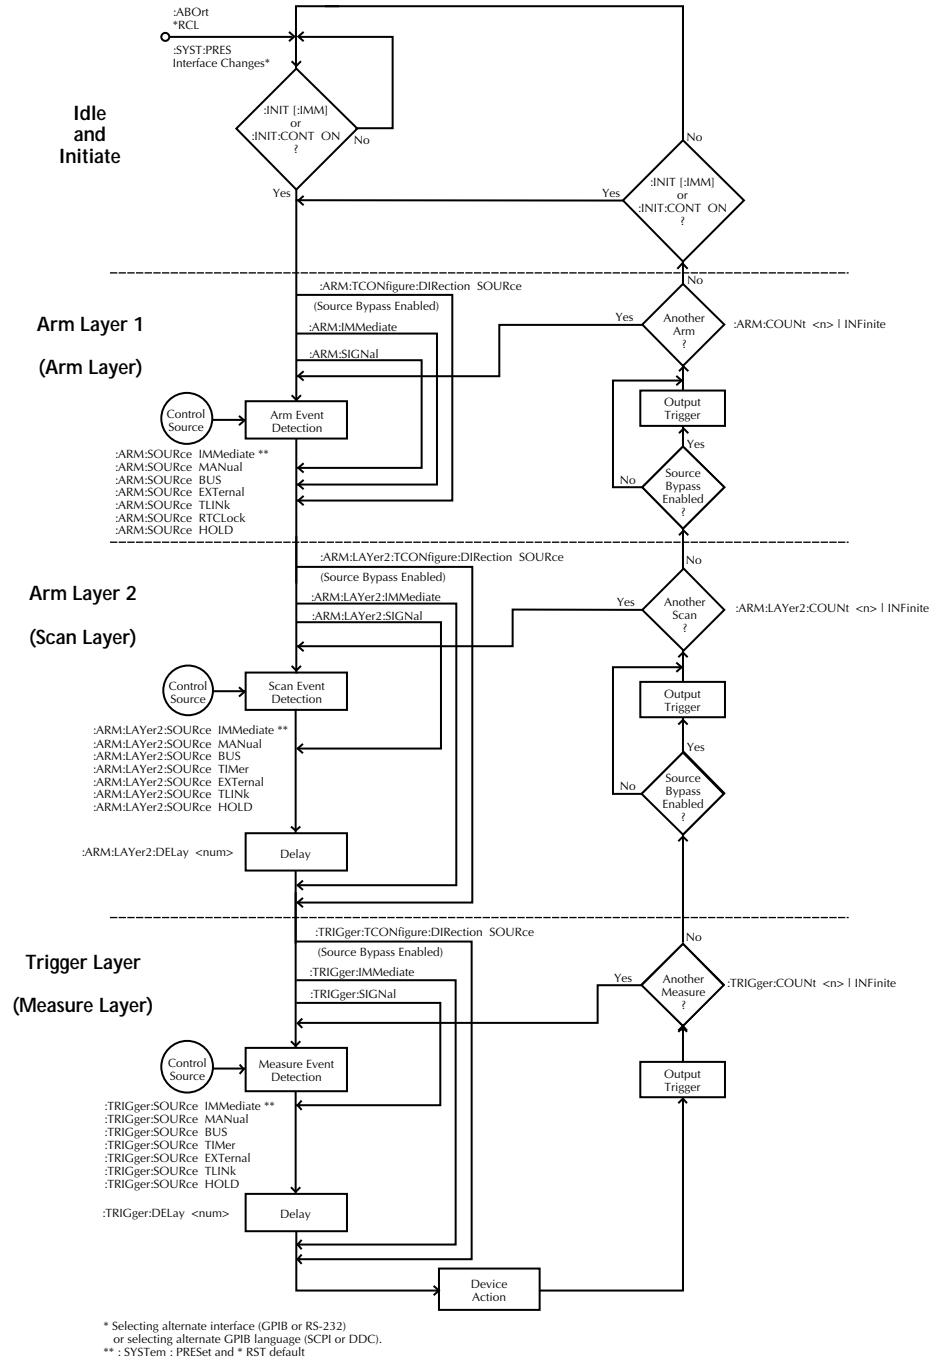 :ABOrt
*RCL
:SYST:PRES
Interface Changes*
Idle
and
Initiate
:INIT [:IMM]
or
:INIT:CONT ON
?
No
Yes
No
:INIT [:IMM]
or
:INIT:CONT ON
?
Yes
Arm Layer 1
(Arm Layer)
:ARM:TCONfigure:DIRection SOURce
(Source Bypass Enabled)
:ARM:IMMediate
:ARM:SIGNal
Control
Source
Arm Event
Detection
:ARM:SOURce IMMediate **
:ARM:SOURce MANual
:ARM:SOURce BUS
:ARM:SOURce EXTernal
:ARM:SOURce TLINk
:ARM:SOURce RTCLock
:ARM:SOURce HOLD
No
Yes
Another
Arm
?
:ARM:COUNt <n> | INFinite
Output
Trigger
Yes
No
Source
Bypass
Enabled
?
Arm Layer 2
(Scan Layer)
:ARM:LAYer2:TCONfigure:DIRection SOURce
(Source Bypass Enabled)
:ARM:LAYer2:IMMediate
:ARM:LAYer2:SIGNal
Control
Source
Scan Event
Detection
:ARM:LAYer2:SOURce IMMediate **
:ARM:LAYer2:SOURce MANual
:ARM:LAYer2:SOURce BUS
:ARM:LAYer2:SOURce TIMer
:ARM:LAYer2:SOURce EXTernal
:ARM:LAYer2:SOURce TLINk
:ARM:LAYer2:SOURce HOLD
:ARM:LAYer2:DELay <num>
Delay
No
Yes
Another
Scan
?
:ARM:LAYer2:COUNt <n> | INFinite
Output
Trigger
Yes
No
Source
Bypass
Enabled
?
Trigger Layer
(Measure Layer)
:TRIGger:TCONfigure:DIRection SOURce
(Source Bypass Enabled)
:TRIGger:IMMediate
:TRIGger:SIGNal
Control
Source
Measure Event
Detection
:TRIGger:SOURce IMMediate **
:TRIGger:SOURce MANual
:TRIGger:SOURce BUS
:TRIGger:SOURce TIMer
:TRIGger:SOURce EXTernal
:TRIGger:SOURce TLINk
:TRIGger:SOURce HOLD
:TRIGger:DELay <num>
Delay
No
Yes
Another
Measure
?
:TRIGger:COUNt <n> | INFinite
Output
Trigger
Device
Action
* Selecting alternate interface (GPIB or RS-232)
or selecting alternate GPIB language (SCPI or DDC).
** : SYSTem : PRESet and * RST default